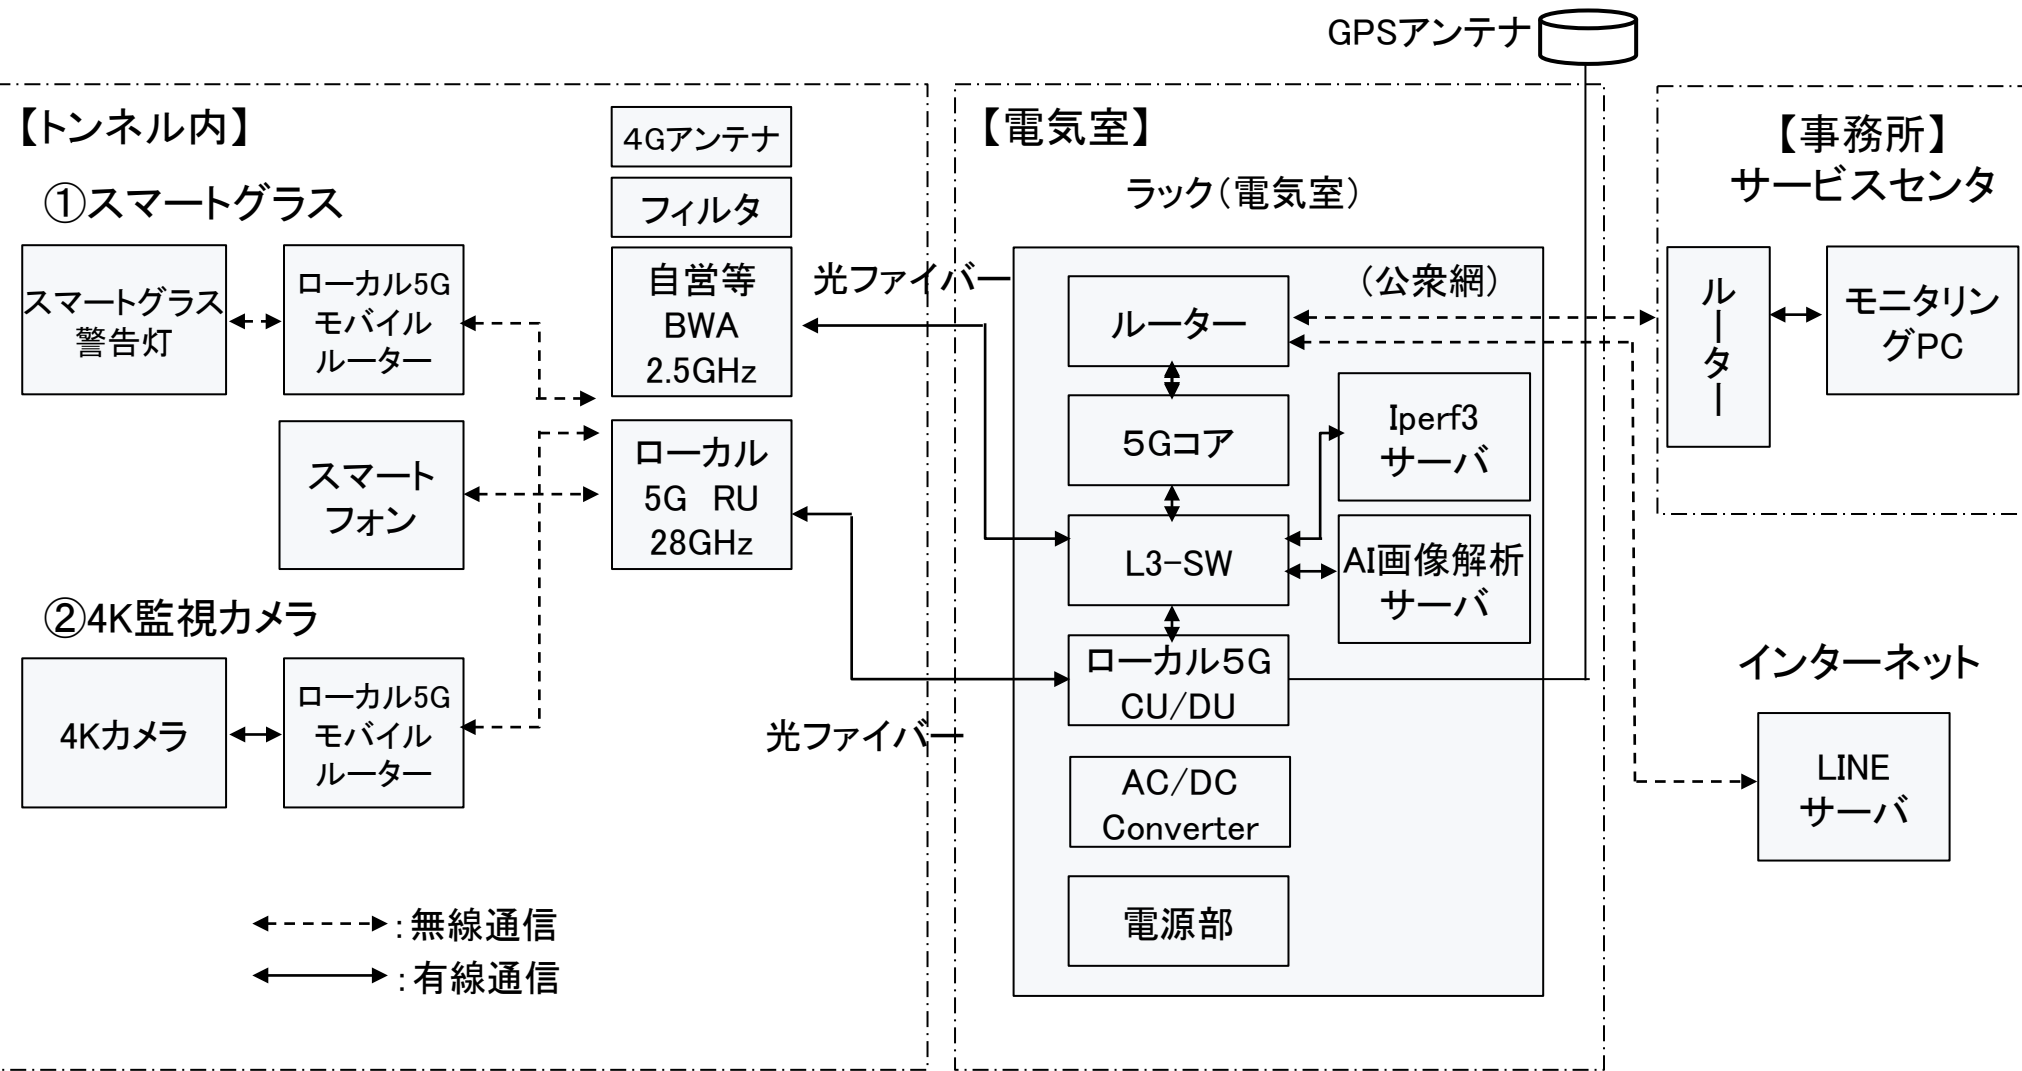 GPSアンテナ
【トンネル内】
①スマートグラス
スマートグラス
警告灯
ローカル5G
モバイル
ルーター
スマート
フォン
②4K監視カメラ
4Kカメラ
ローカル5G
モバイル
ルーター
4Gアンテナ
フィルタ
自営等
BWA
2.5GHz
ローカル
5G RU
28GHz
:無線通信
:有線通信
光ファイバー
光ファイバー
【電気室】
ラック(電気室)
(公衆網)
ルーター
5Gコア
Iperf3
サーバ
L3-SW
AI画像解析
サーバ
ローカル5G
CU/DU
AC/DC
Converter
電源部
【事務所】
サービスセンタ
ルーター
モニタリン
グPC
インターネット
LINE
サーバ